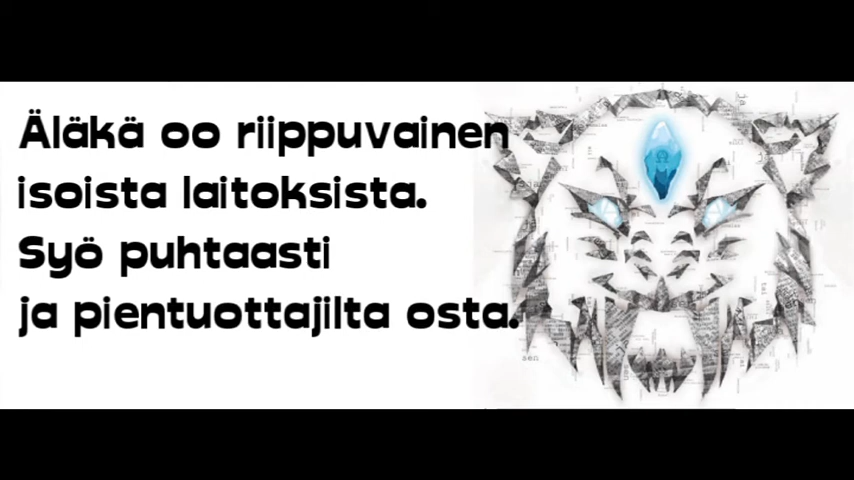 Äläkä oo riippuvainen
isoista laitoksista.
Syö puhtaasti
ja pientuottajilta osta.